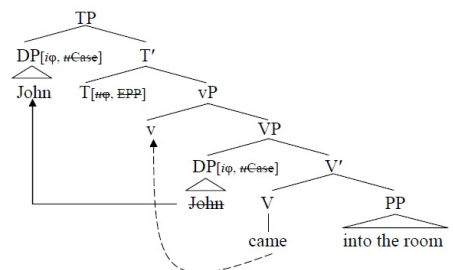 TP
DP[iφ, uCase] T′
John T[uφ, EPP] vP
v VP
DP[iφ, uCase] V′
John V PP
came into the room